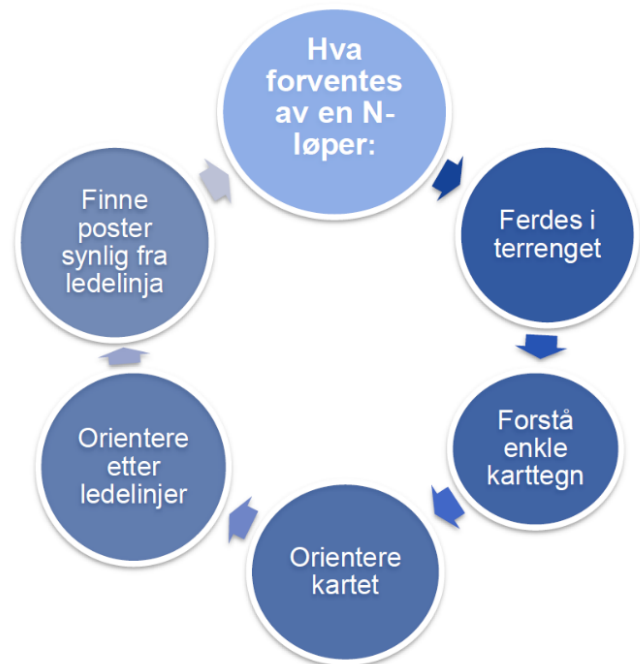 Hva
forventes
av en N-
løper:
Ferdes i
terrenget
Forstå
enkle
karttegn
Orientere
kartet
Orientere
etter
ledelinjer
Finne
poster
synlig fra
ledelinja